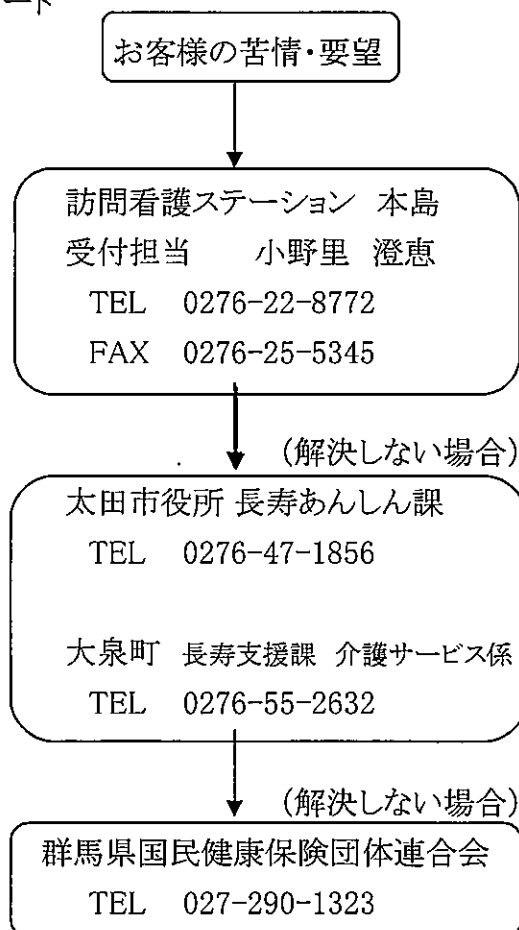 ート
お客様の苦情・要望
訪問看護ステーション 本島
受付担当 小野里 澄恵
TEL 0276-22-8772
FAX 0276-25-5345
(解決しない場合)
太田市役所 長寿あんしん課
TEL 0276-47-1856
大泉町 長寿支援課 介護サービス係
TEL 0276-55-2632
(解決しない場合)
群馬県国民健康保険団体連合会
TEL 027-290-1323